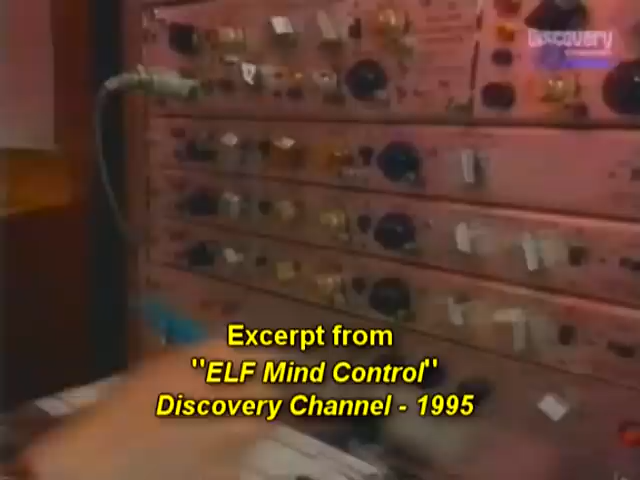 Discovery
Excerpt from
"ELF Mind Control"
Discovery Channel - 1995